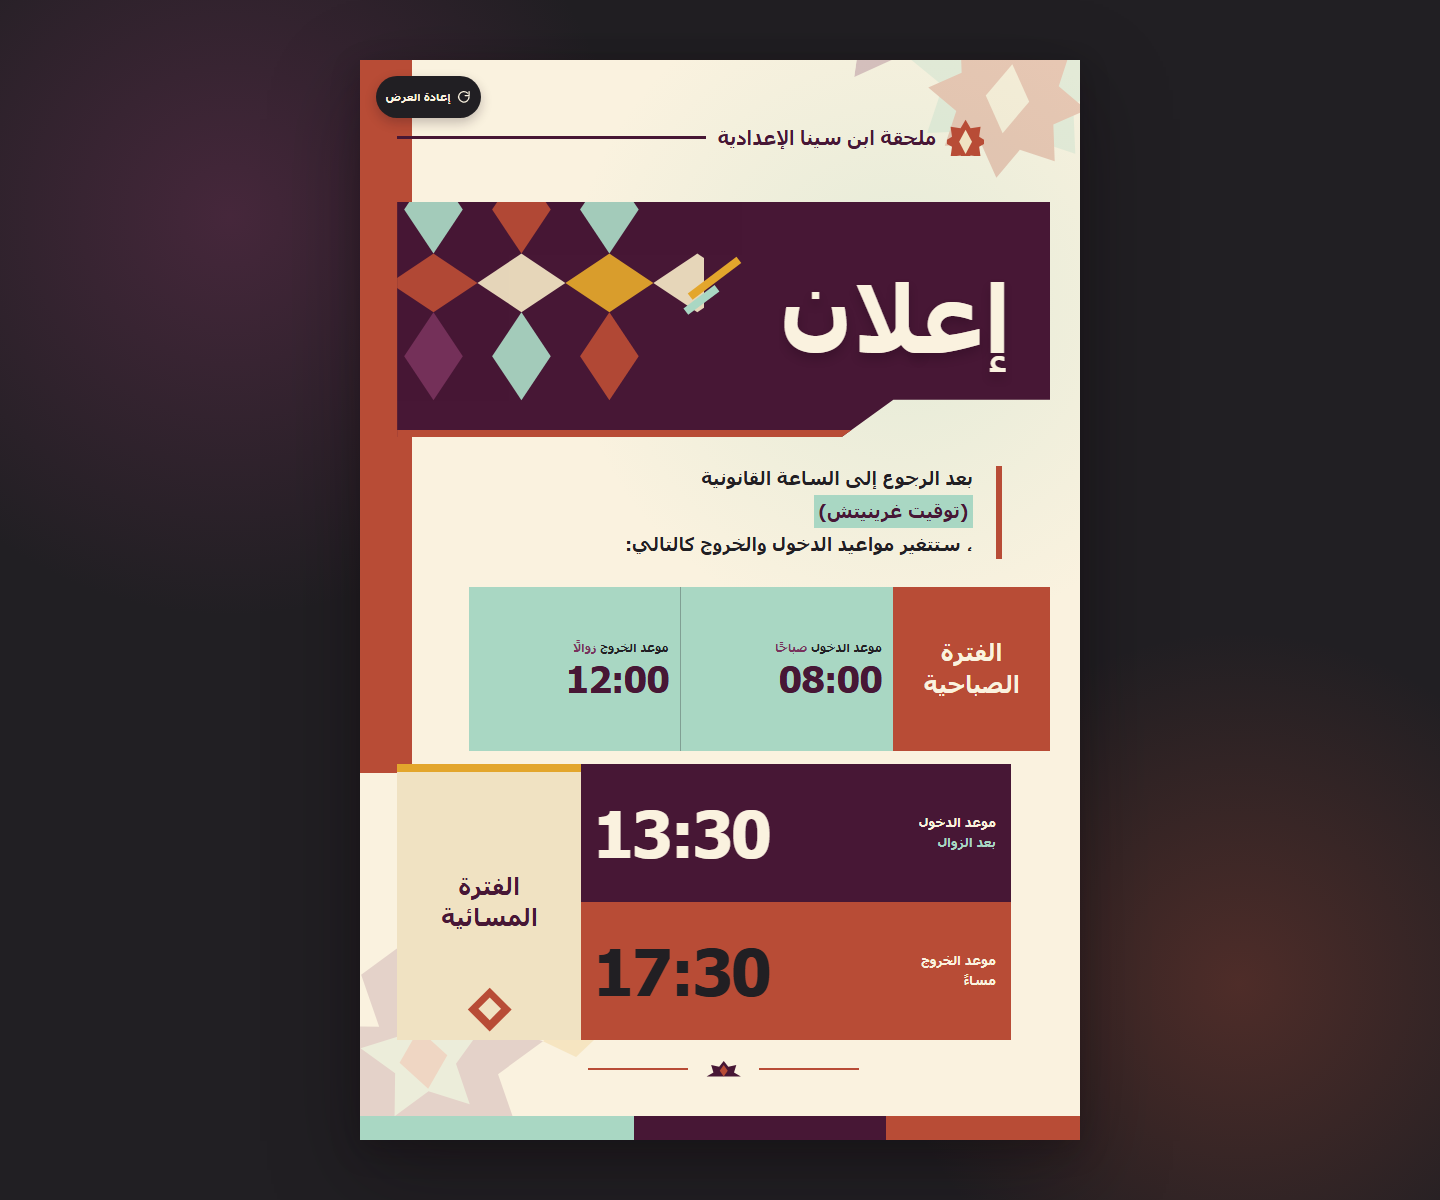 إعادة العرض
ملحقة ابن سينا الإعدادية
إعلان
بعد الرجوع إلى الساعة القانونية
(توقيت غرينيتش)
، ستتغير مواعيد الدخول والخروج كالتالي:
الفترة
الصباحية
موعد الدخول صباحًا
08:00
موعد الخروج زوالًا
12:00
موعد الدخول
بعد الزوال
13:30
موعد الخروج
مساءً
17:30
الفترة
المسائية